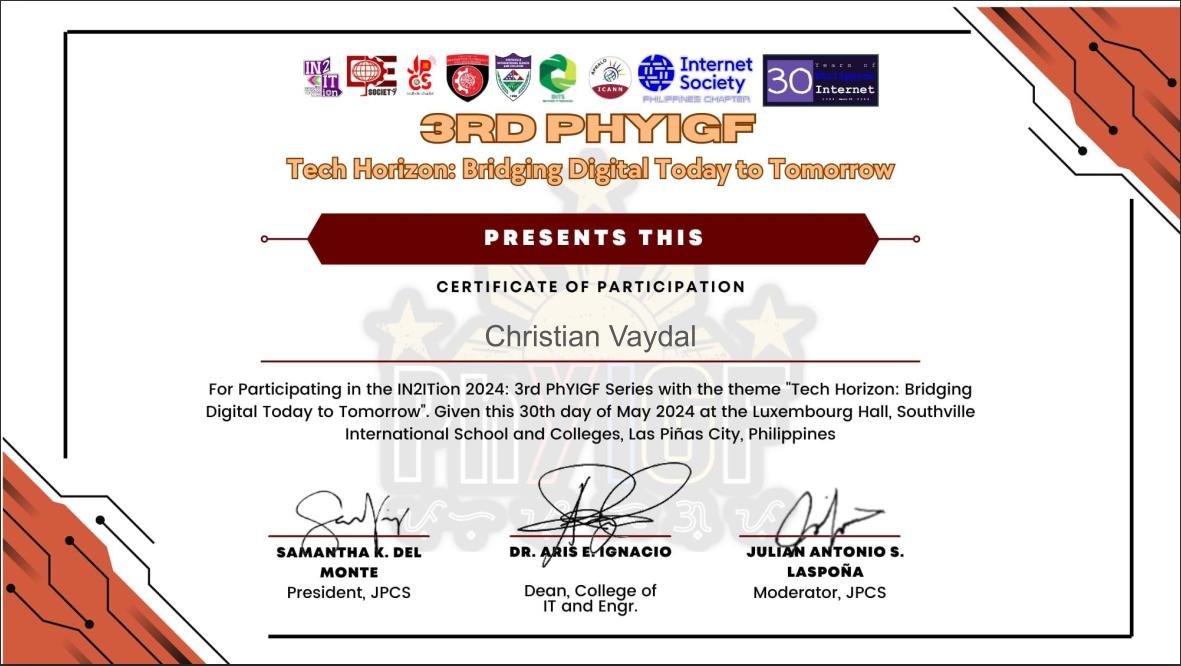 IN2
IT
ion
SOCIETY
JPCS
ICANN
Internet
Society
PHILIPPINES CHAPTER
30
Years of
Philippine
Internet
3RD PHYIGF
Tech Horizon: Bridging Digital Today to Tomorrow
PRESENTS THIS
CERTIFICATE OF PARTICIPATION
Christian Vaydal
For Participating in the IN2ITion 2024: 3rd PhYIGF Series with the theme "Tech Horizon: Bridging
Digital Today to Tomorrow". Given this 30th day of May 2024 at the Luxembourg Hall, Southville
International School and Colleges, Las Piñas City, Philippines
PhYIGF
SAMANTHA K. DEL
MONTE
President, JPCS
DR. ARIS E. IGNACIO
Dean, College of
IT and Engr.
JULIAN ANTONIO S.
LASPOÑA
Moderator, JPCS